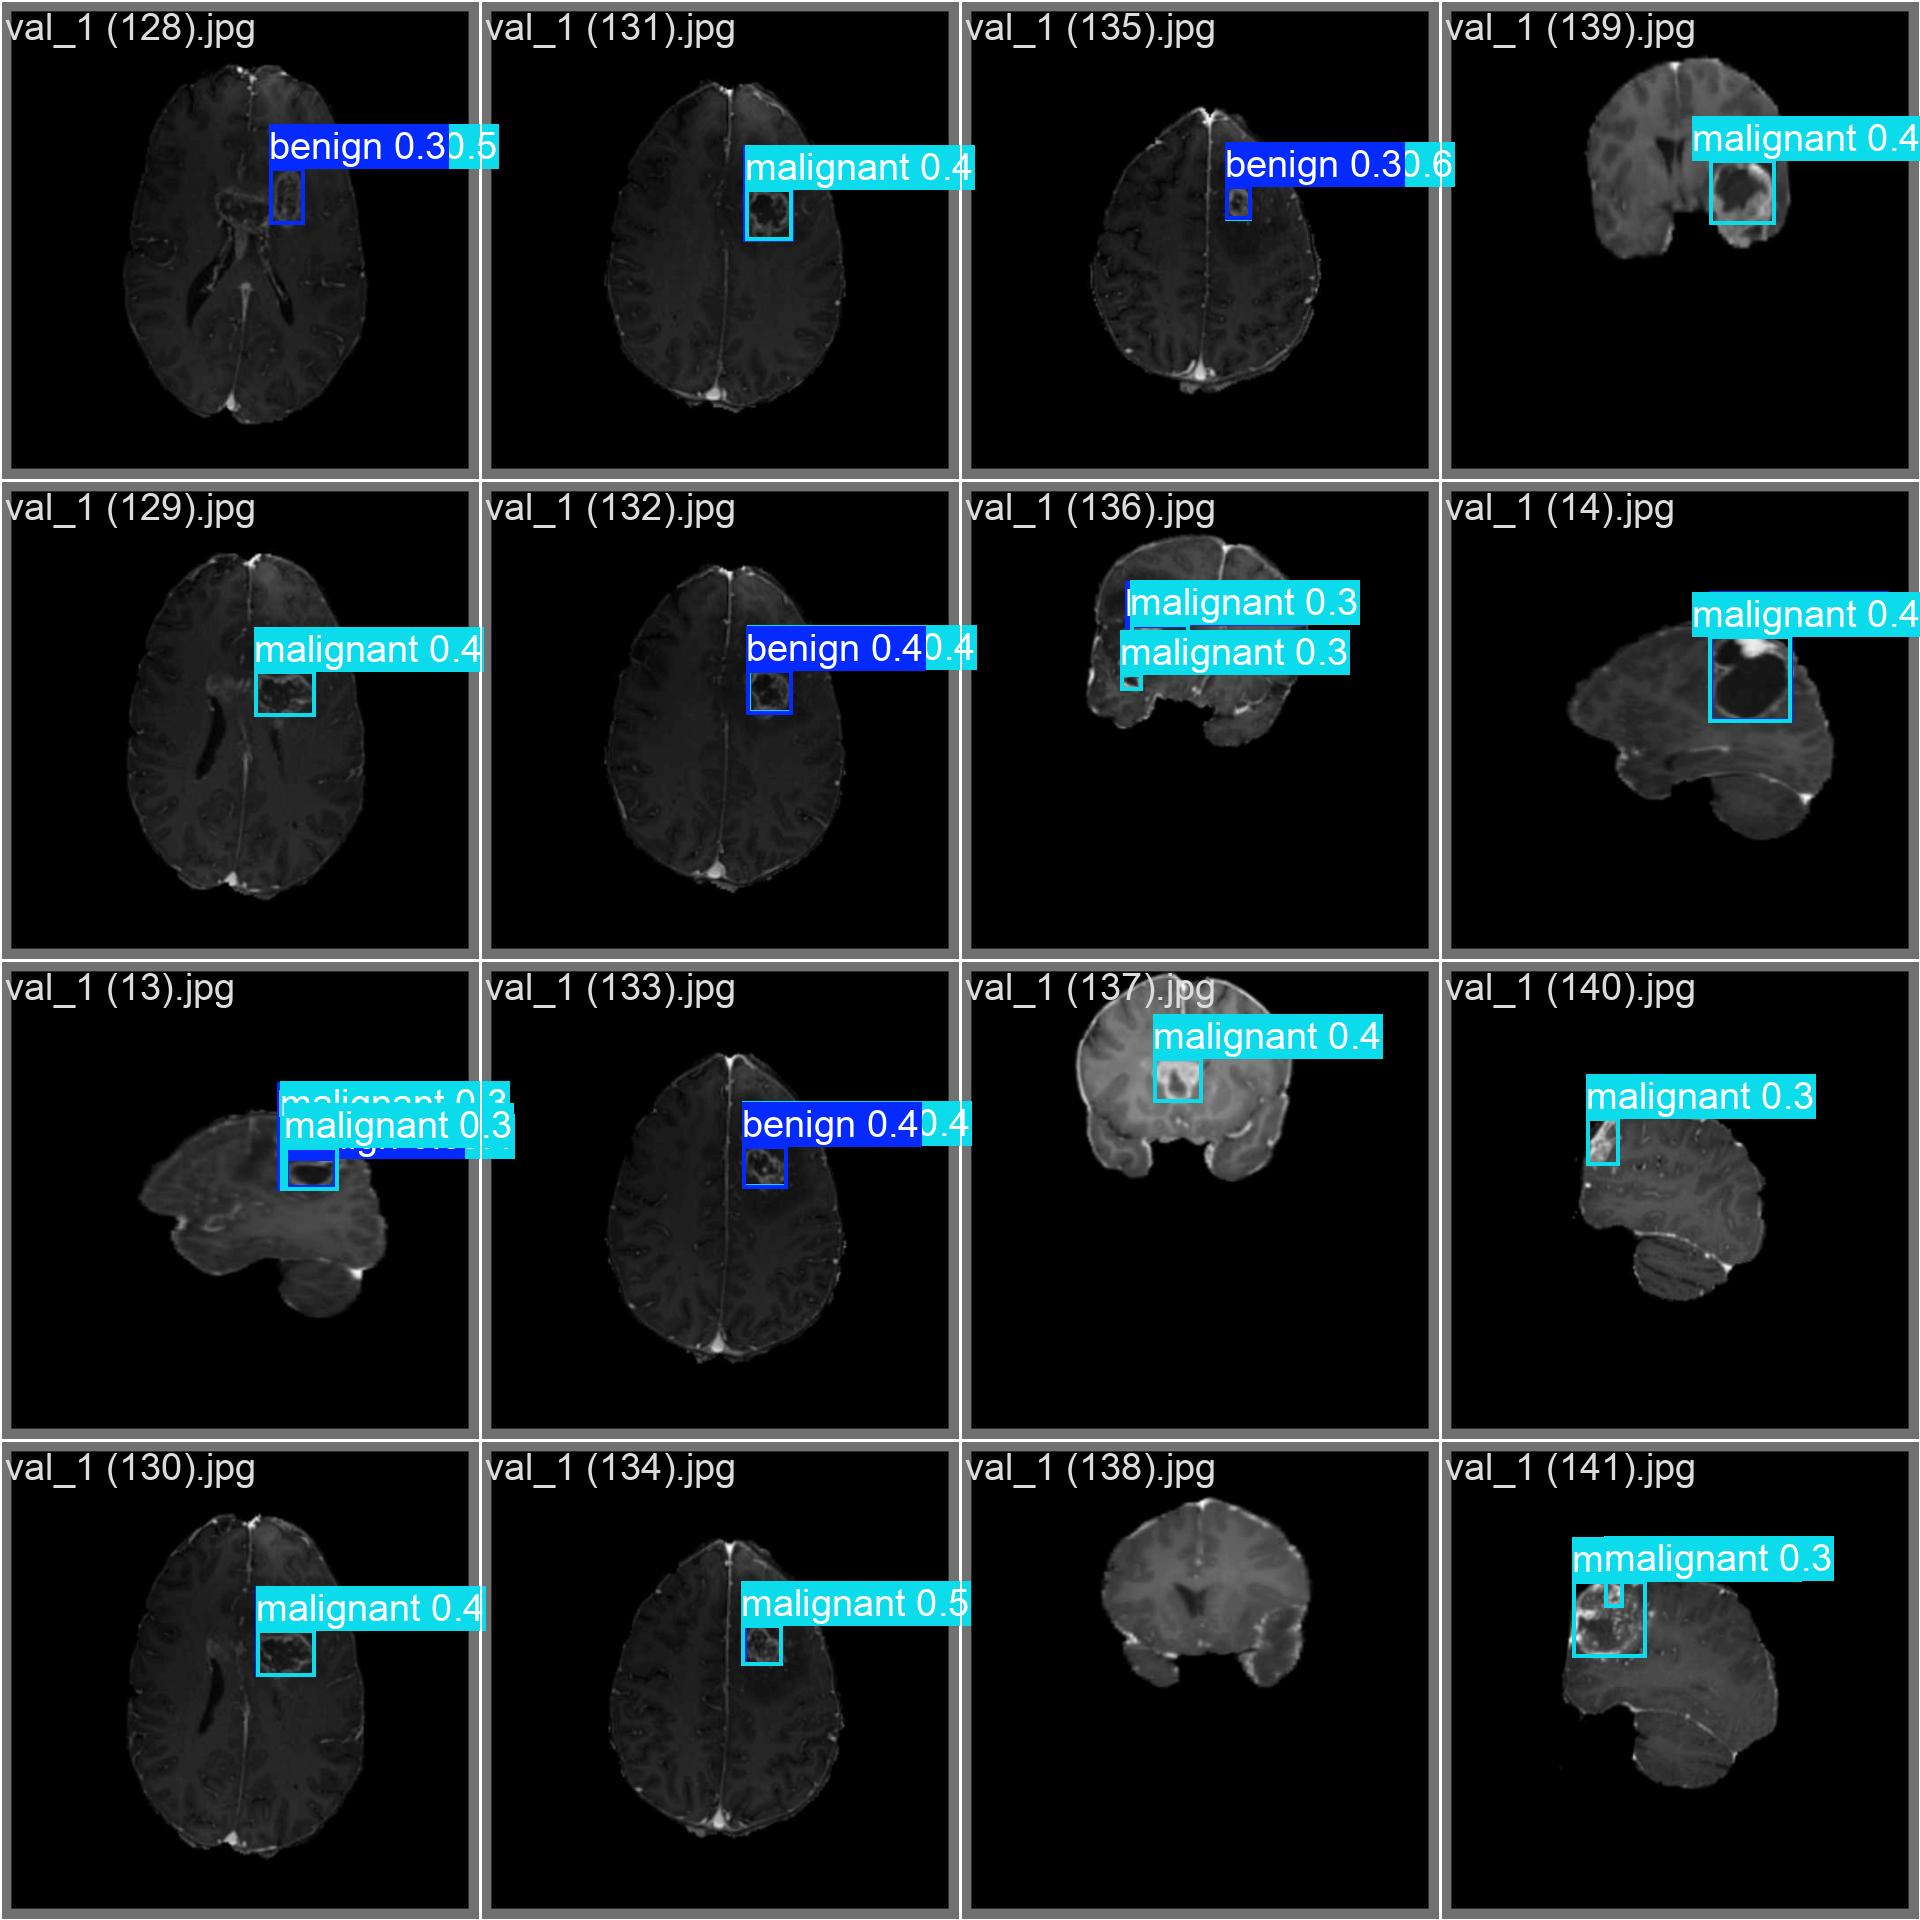 val_1 (128).jpg
benign 0.3
0.5
val_1 (131).jpg
malignant 0.4
val_1 (135).jpg
benign 0.3
0.6
val_1 (139).jpg
malignant 0.4
val_1 (129).jpg
malignant 0.4
val_1 (132).jpg
benign 0.4
0.4
val_1 (136).jpg
malignant 0.3
malignant 0.3
val_1 (14).jpg
malignant 0.4
val_1 (13).jpg
malignant 0.3
malignant 0.3
val_1 (133).jpg
benign 0.4
0.4
val_1 (137).jpg
malignant 0.4
val_1 (140).jpg
malignant 0.3
val_1 (130).jpg
malignant 0.4
val_1 (134).jpg
malignant 0.5
val_1 (138).jpg
val_1 (141).jpg
m
malignant 0.3